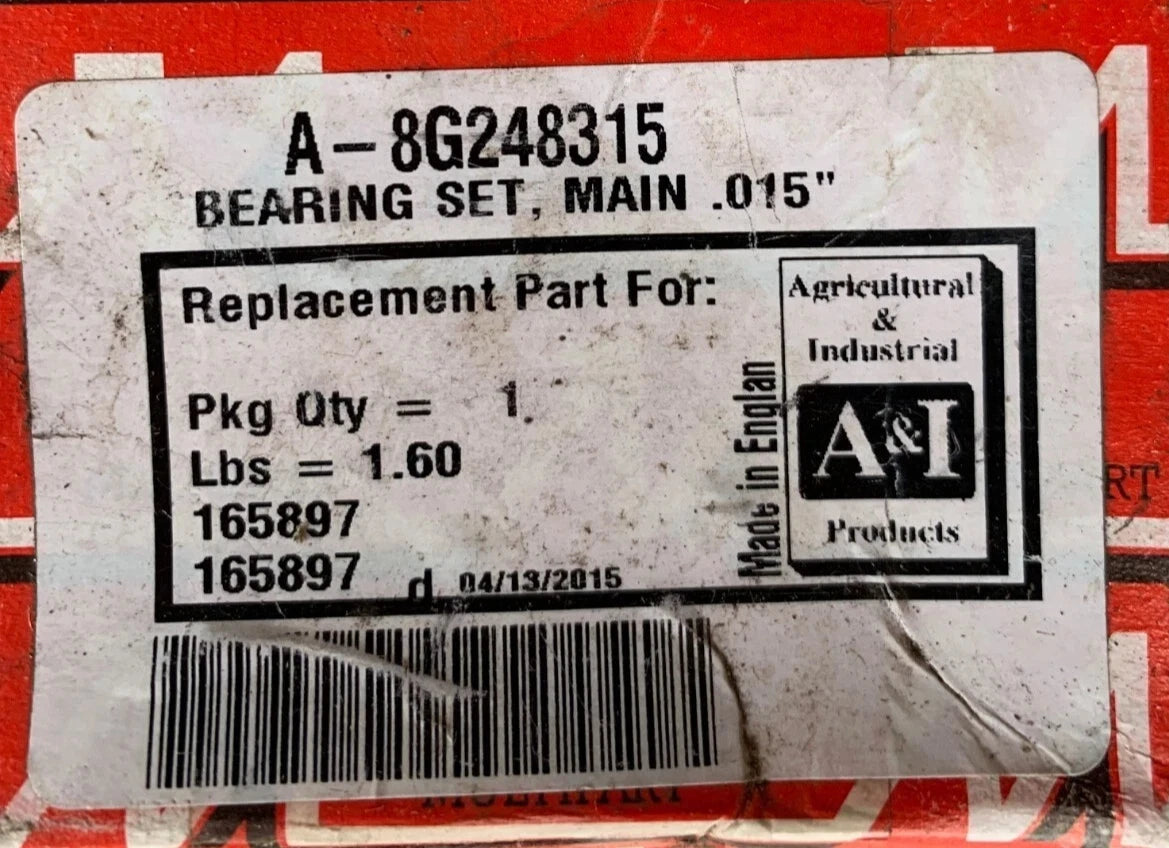 A-8G248315
BEARING SET, MAIN .015"
Replacement Part For:
Pkg Qty = 1
Lbs = 1.60
165897
165897 d 04/13/2015
Made in Englan
Agricultural
&
Industrial
A&I
Products
RT